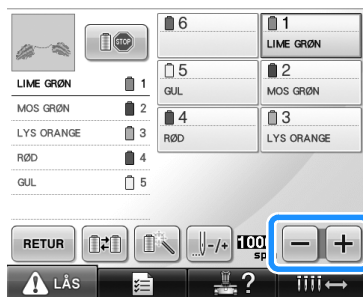 STOP
LIME GRØN 1
MOS GRØN 2
LYS ORANGE 3
RØD 4
GUL 5
6
1
LIME GRØN
5
GUL
2
MOS GRØN
4
RØD
3
LYS ORANGE
RETUR
-/+
- +
LÅS
?